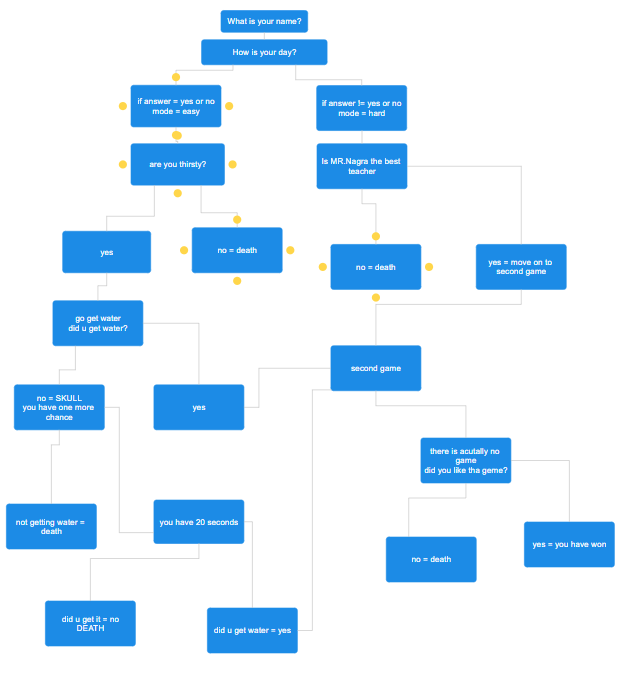 What is your name?
How is your day?
if answer = yes or no
mode = easy
if answer != yes or no
mode = hard
are you thirsty?
Is MR.Nagra the best
teacher
yes
no = death
no = death
yes = move on to
second game
go get water
did u get water?
second game
no = SKULL
you have one more
chance
yes
there is acutally no
game
did you like tha geme?
not getting water =
death
you have 20 seconds
no = death
yes = you have won
did u get it = no
DEATH
did u get water = yes